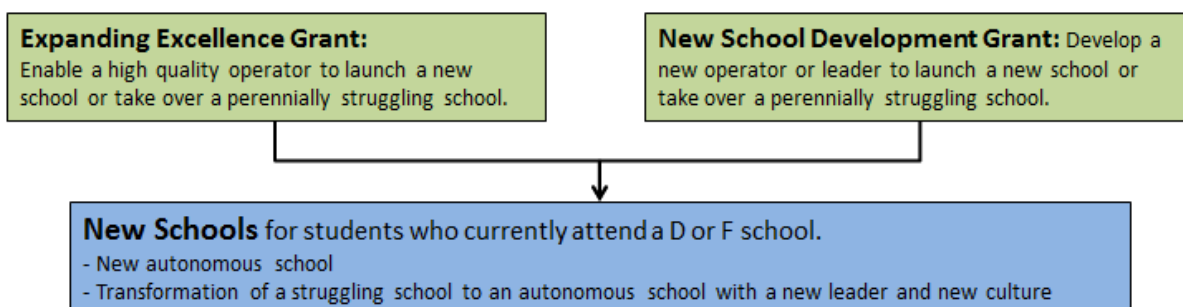 Expanding Excellence Grant:
Enable a high quality operator to launch a new
school or take over a perennially struggling school.
New School Development Grant: Develop a
new operator or leader to launch a new school or
take over a perennially struggling school.
New Schools for students who currently attend a D or F school.
- New autonomous school
- Transformation of a struggling school to an autonomous school with a new leader and new culture